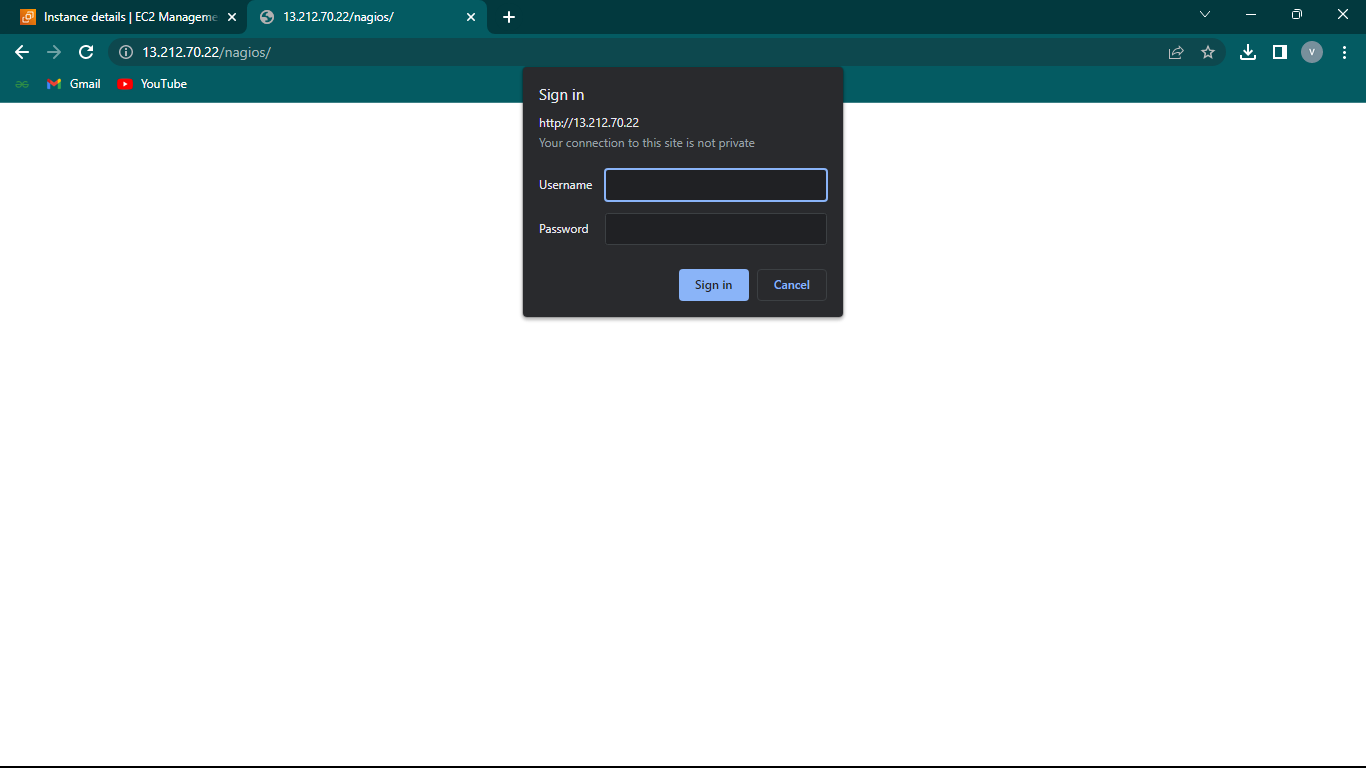 Instance details | EC2 Manageme
13.212.70.22/nagios/
13.212.70.22/nagios/
V
Gmail
YouTube
Sign in
http://13.212.70.22
Your connection to this site is not private
Username
Password
Sign in
Cancel